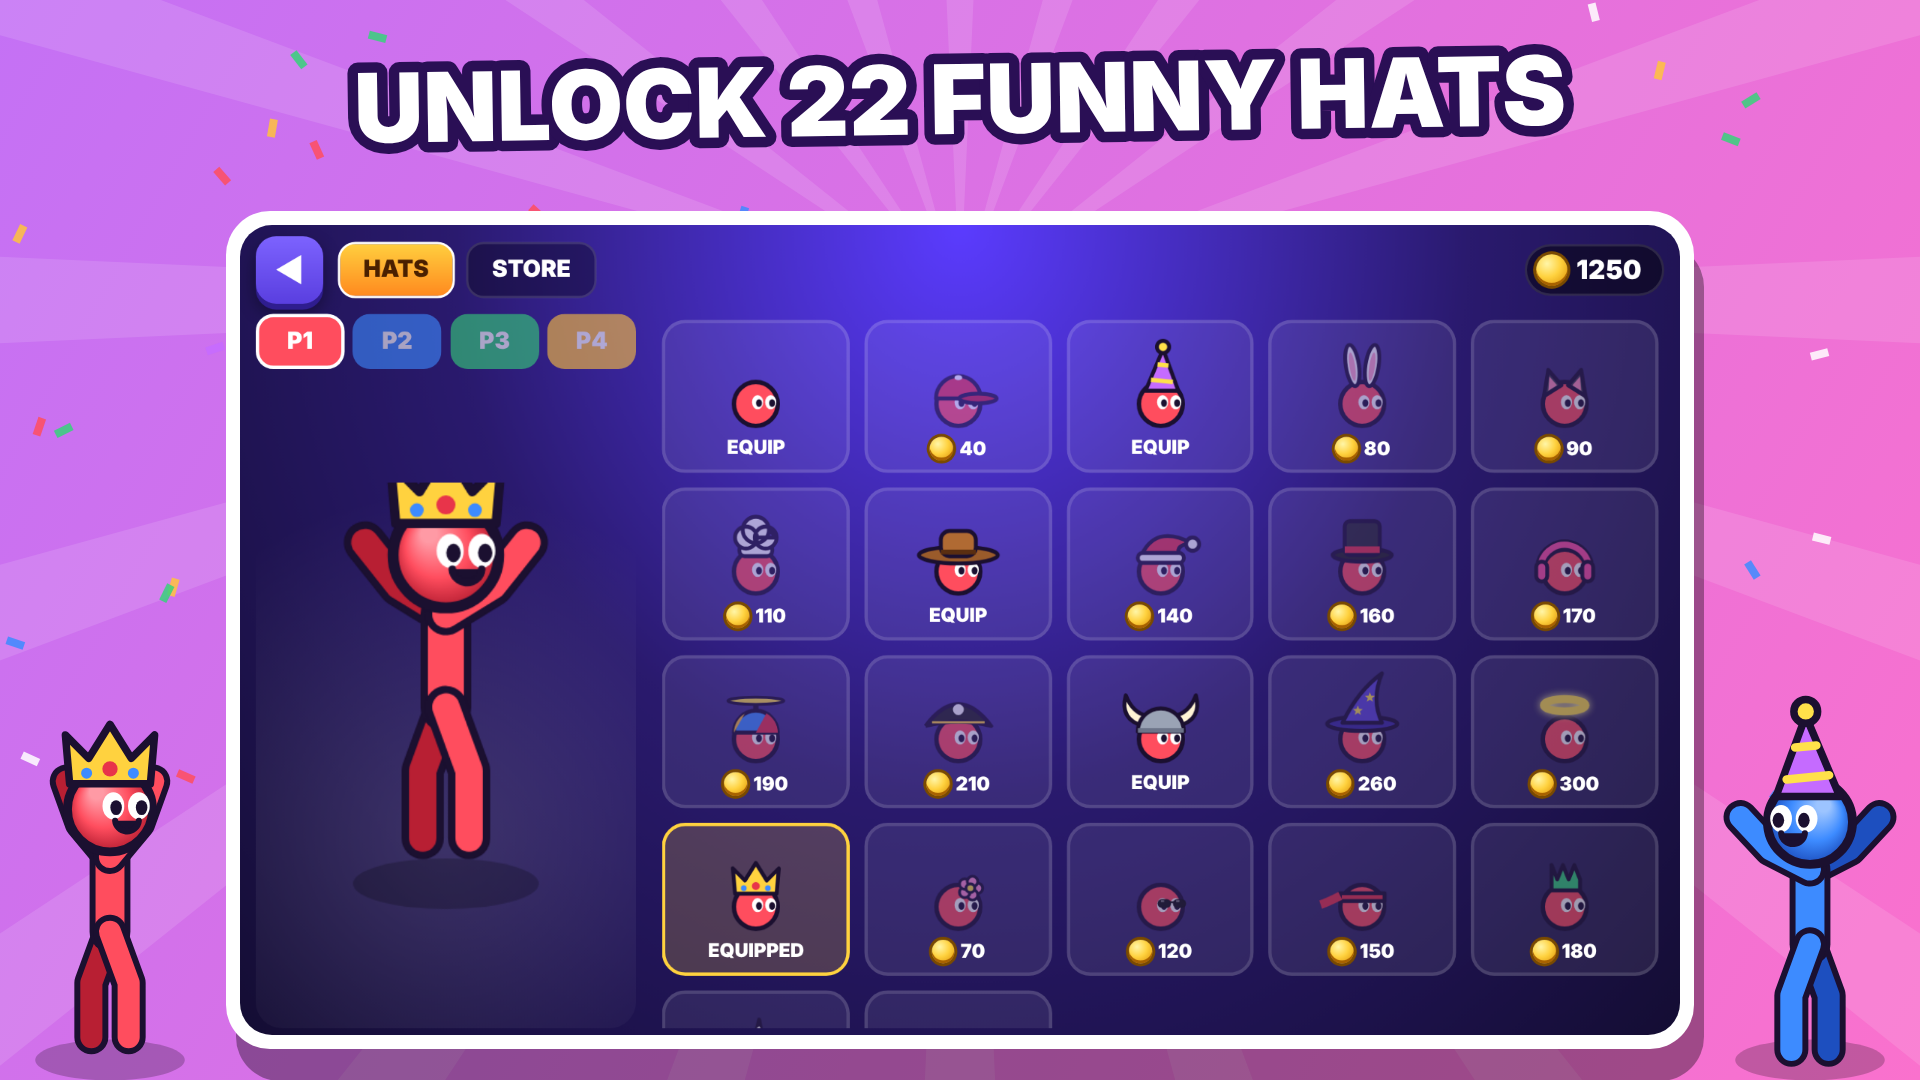 UNLOCK 22 FUNNY HATS
HATS
STORE
1250
P1
P2
P3
P4
EQUIP
40
EQUIP
80
90
110
EQUIP
140
160
170
190
210
EQUIP
260
300
EQUIPPED
70
120
150
180